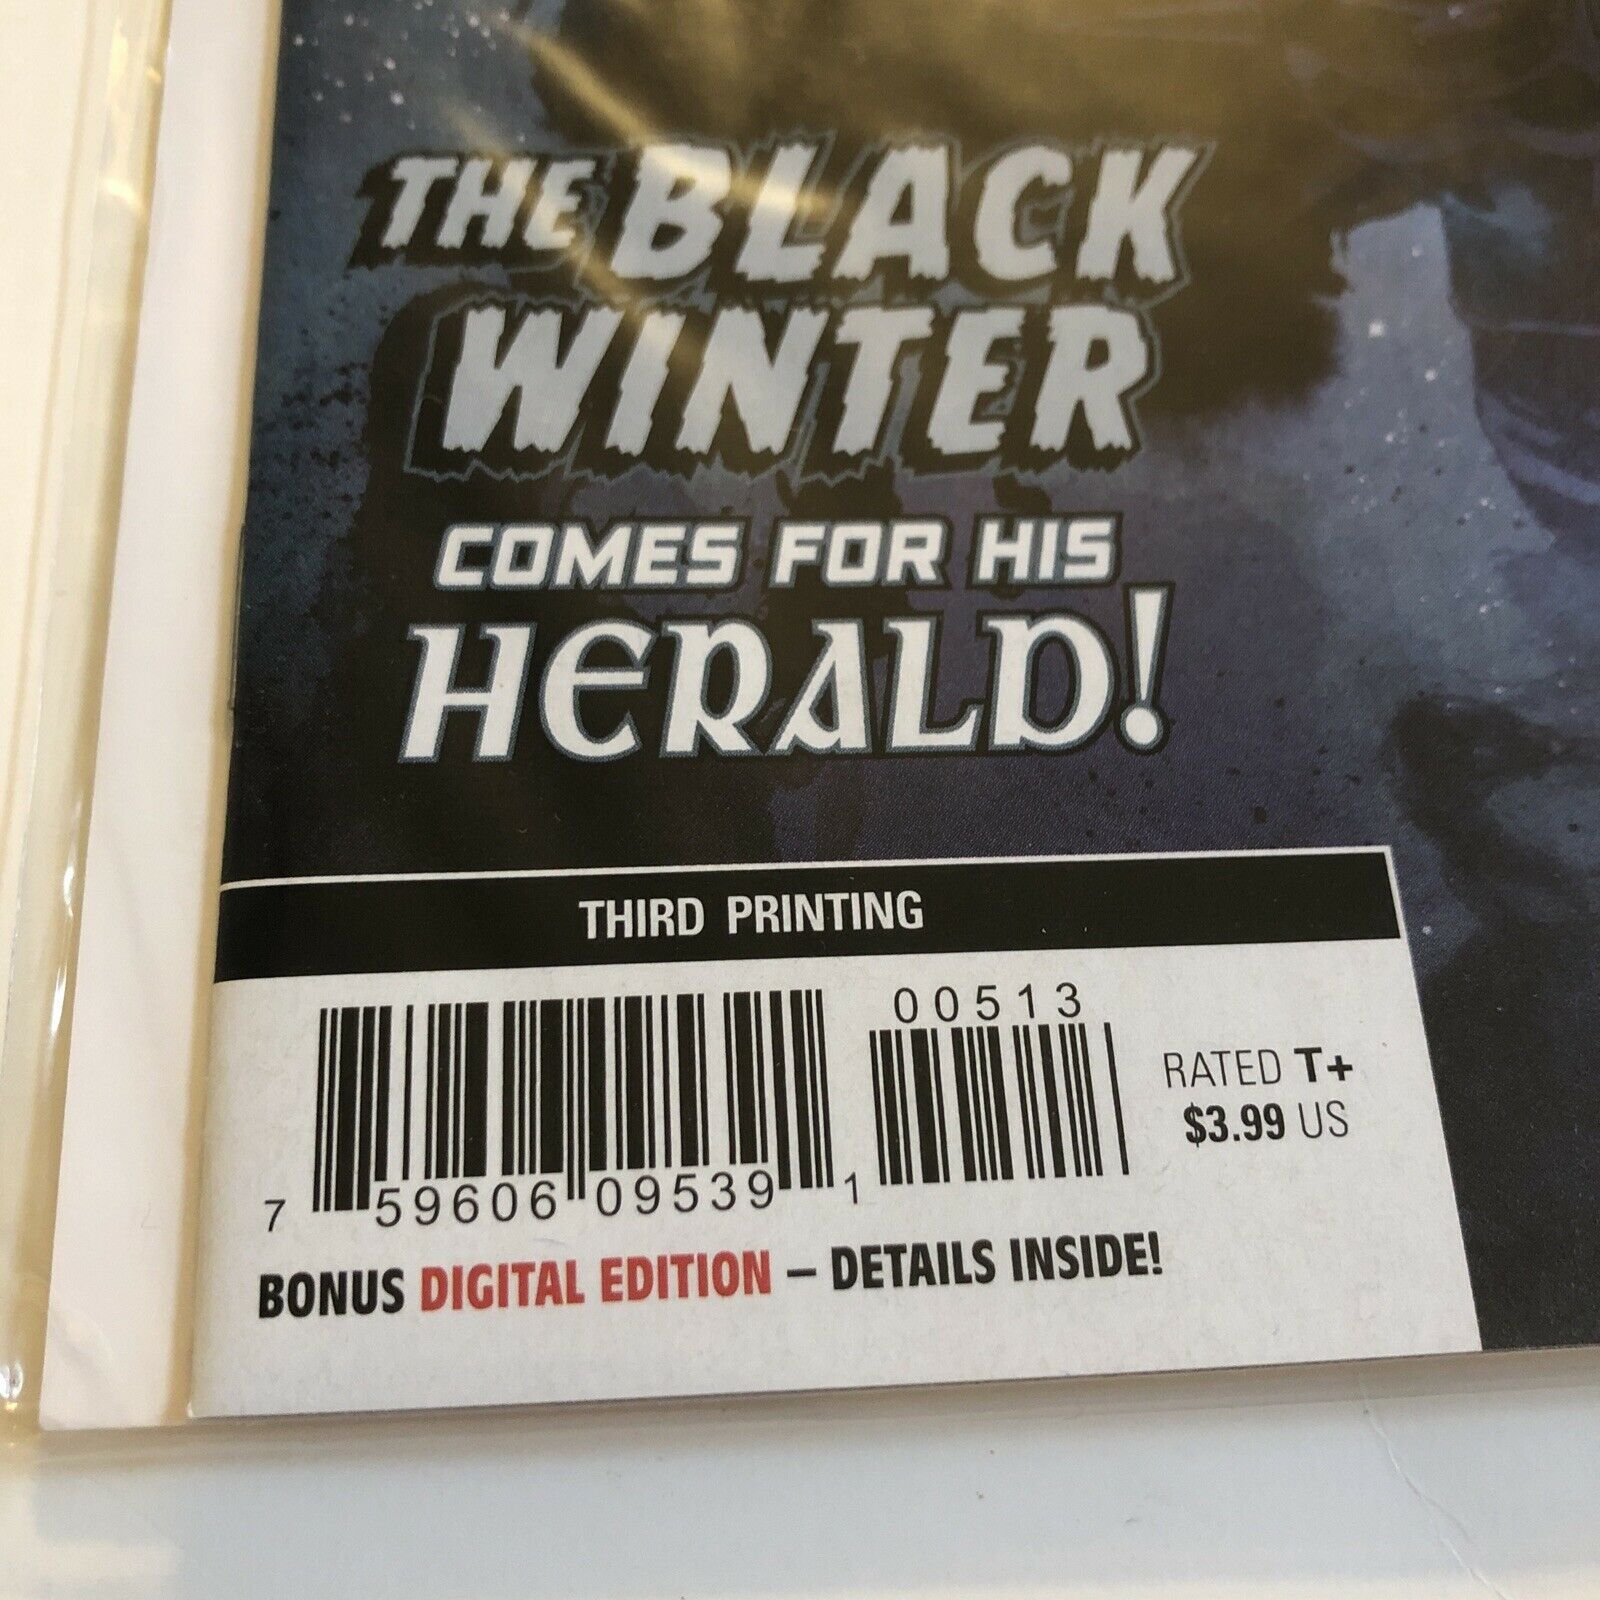 THE BLACK
WINTER
COMES FOR HIS
HERALD!
THIRD PRINTING
00513
RATED T+
$3.99 US
7 59606 09539 1
BONUS DIGITAL EDITION – DETAILS INSIDE!